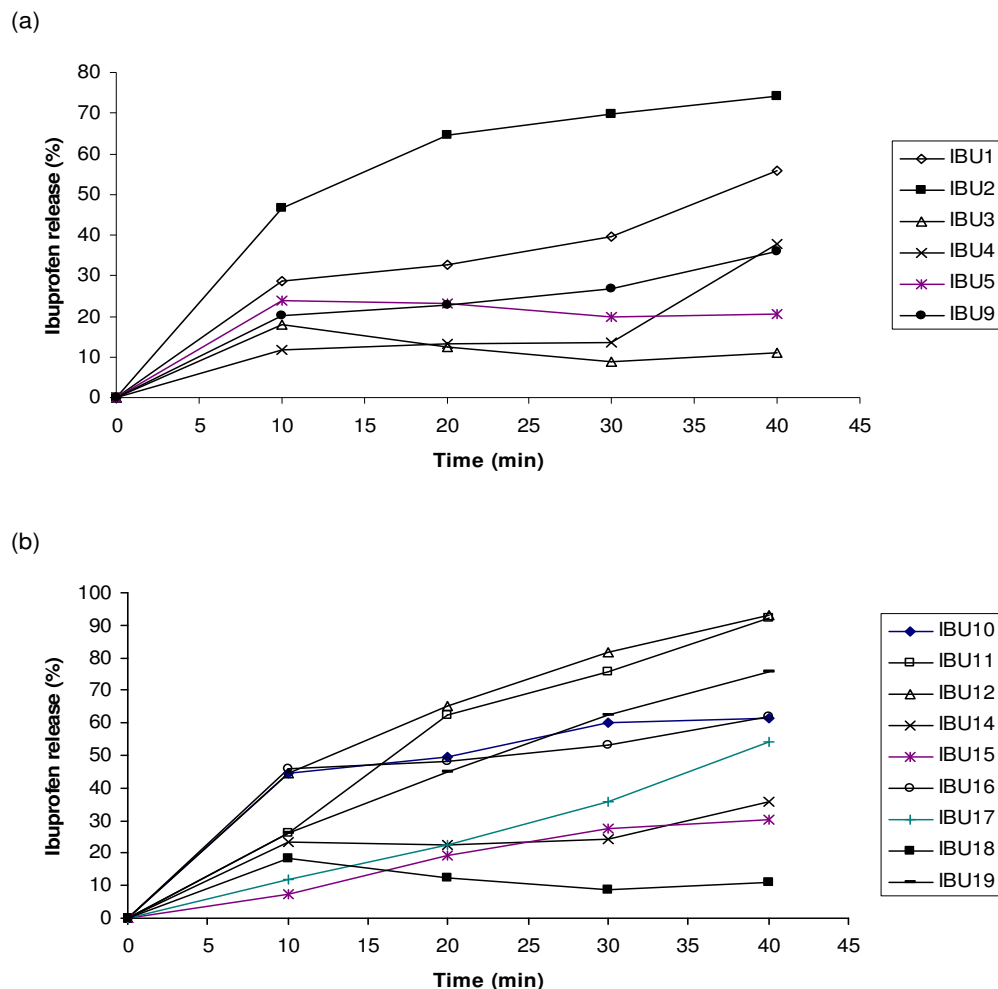 (a)
80
70
60
50
40
30
20
10
0
Ibuprofen release (%)
0 5 10 15 20 25 30 35 40 45
Time (min)
IBU1
IBU2
IBU3
IBU4
IBU5
IBU9
(b)
100
90
80
70
60
50
40
30
20
10
0
Ibuprofen release (%)
0 5 10 15 20 25 30 35 40 45
Time (min)
IBU10
IBU11
IBU12
IBU14
IBU15
IBU16
IBU17
IBU18
IBU19